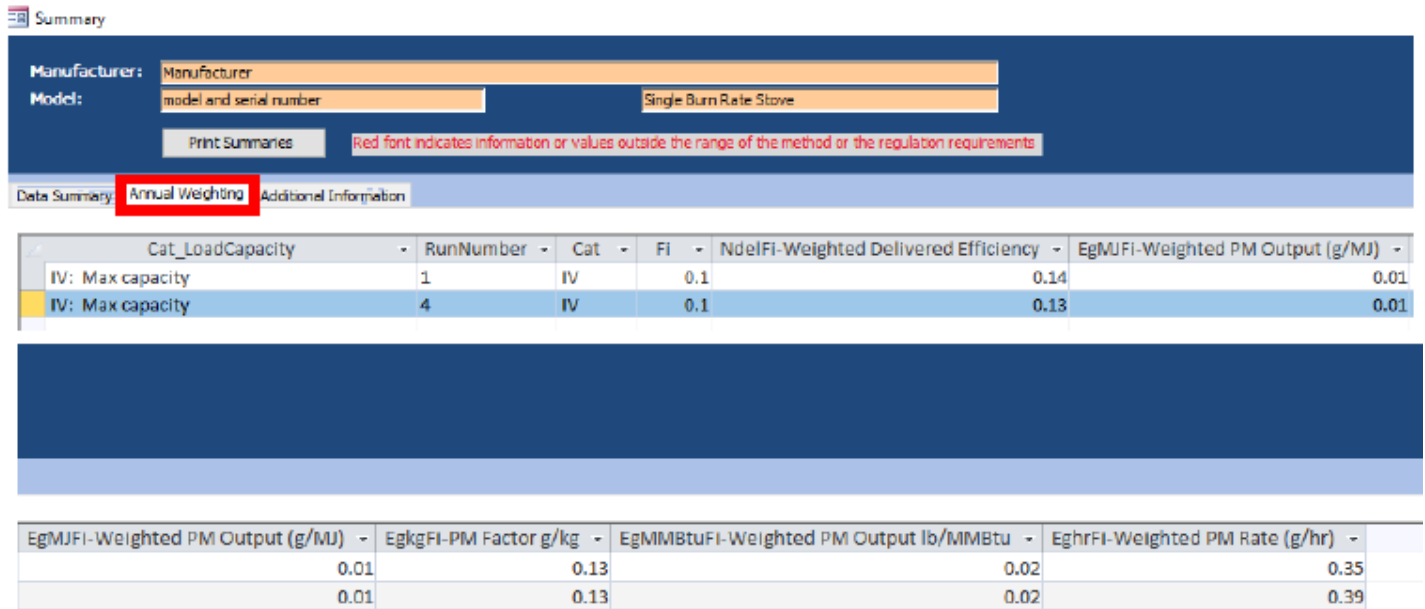 Summary
Manufacturer: Manufacturer
Model: model and serial number Single Burn Rate Stove
Print Summaries Red font indicates information or values outside the range of the method or the regulation requirements
Data Summary Annual Weighting Additional Information
Cat_LoadCapacity RunNumber Cat Fi NdelFi-Weighted Delivered Efficiency EgMJFi-Weighted PM Output (g/MJ)
IV: Max capacity 1 IV 0.1 0.14 0.01
IV: Max capacity 4 IV 0.1 0.13 0.01
EgMJFi-Weighted PM Output (g/MJ) EgkgFi-PM Factor g/kg EgMMBtuFi-Weighted PM Output lb/MMBtu EghrFi-Weighted PM Rate (g/hr)
0.01 0.13 0.02 0.35
0.01 0.13 0.02 0.39